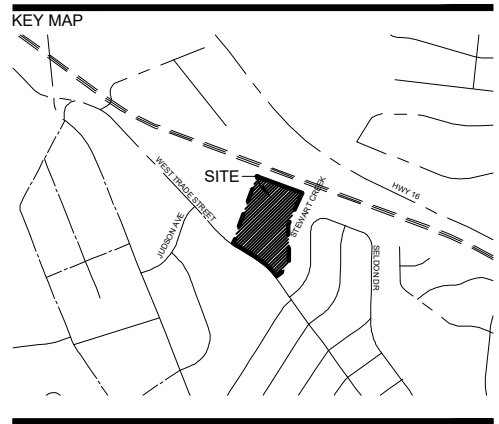 KEY MAP
SITE
WEST TRADE STREET
JUDSON AVE
STEWART CREEK
HWY 16
SELDON DR